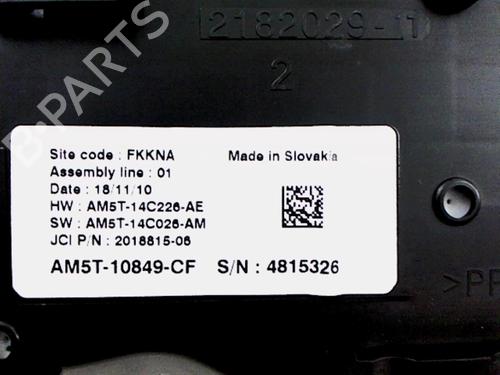 2182029-1
2
Site code : FKKNA
Made in Slovakia
Assembly line : 01
Date : 18/11/10
HW : AM5T-14C226-AE
SW : AM5T-14C026-AM
JCI P/N : 2018815-06
AM5T-10849-CF S/N : 4815326
>PP
B-PARTS